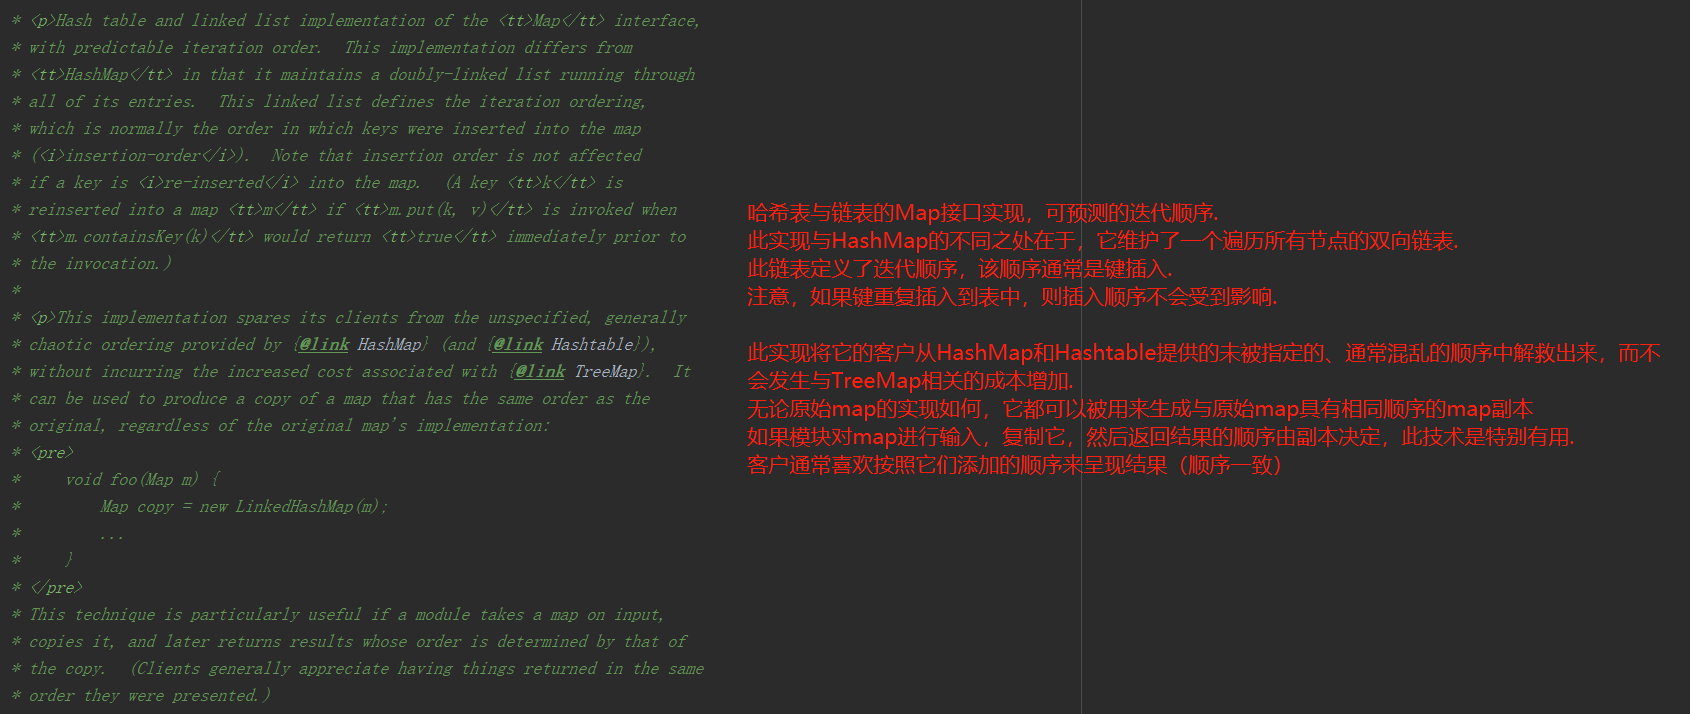 * <p>Hash table and linked list implementation of the <tt>Map</tt> interface,
* with predictable iteration order.  This implementation differs from
* <tt>HashMap</tt> in that it maintains a doubly-linked list running through
* all of its entries.  This linked list defines the iteration ordering,
* which is normally the order in which keys were inserted into the map
* (<i>insertion-order</i>).  Note that insertion order is not affected
* if a key is <i>re-inserted</i> into the map.  (A key <tt>k</tt> is
* reinserted into a map <tt>m</tt> if <tt>m.put(k, v)</tt> is invoked when
* <tt>m.containsKey(k)</tt> would return <tt>true</tt> immediately prior to
* the invocation.)
*
* <p>This implementation spares its clients from the unspecified, generally
* chaotic ordering provided by {@link HashMap} (and {@link Hashtable}),
* without incurring the increased cost associated with {@link TreeMap}.  It
* can be used to produce a copy of a map that has the same order as the
* original, regardless of the original map's implementation:
* <pre>
*     void foo(Map m) {
*         Map copy = new LinkedHashMap(m);
*         ...
*     }
* </pre>
* This technique is particularly useful if a module takes a map on input,
* copies it, and later returns results whose order is determined by that of
* the copy.  (Clients generally appreciate having things returned in the same
* order they were presented.)
哈希表与链表的Map接口实现，可预测的迭代顺序.
此实现与HashMap的不同之处在于，它维护了一个遍历所有节点的双向链表.
此链表定义了迭代顺序，该顺序通常是键插入.
注意，如果键重复插入到表中，则插入顺序不会受到影响.
此实现将它的客户从HashMap和Hashtable提供的未被指定的、通常混乱的顺序中解救出来，而不
会发生与TreeMap相关的成本增加.
无论原始map的实现如何，它都可以被用来生成与原始map具有相同顺序的map副本
如果模块对map进行输入，复制它，然后返回结果的顺序由副本决定，此技术是特别有用.
客户通常喜欢按照它们添加的顺序来呈现结果（顺序一致）